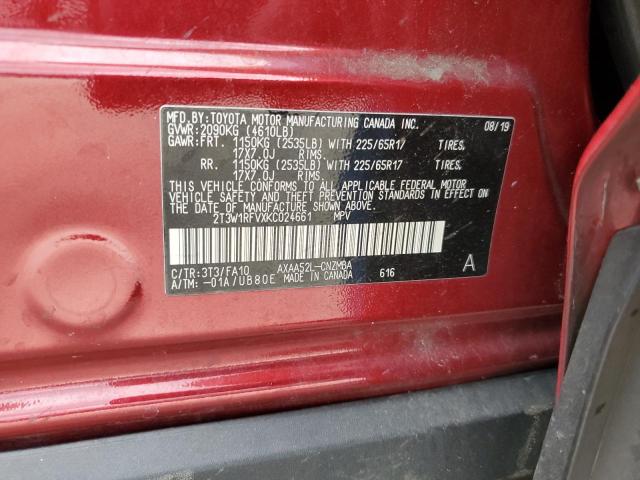 MFD.BY:TOYOTA MOTOR MANUFACTURING CANADA INC. 08/19
GVWR:2090KG (4610LB)
GAWR:FRT. 1150KG (2535LB) WITH 225/65R17 TIRES,
17X7.0J RIMS.
RR. 1150KG (2535LB) WITH 225/65R17 TIRES,
17X7.0J RIMS.
THIS VEHICLE CONFORMS TO ALL APPLICABLE FEDERAL MOTOR
VEHICLE SAFETY AND THEFT PREVENTION STANDARDS IN EFFECT ON
THE DATE OF MANUFACTURE SHOWN ABOVE.
2T3W1RFVXKC024661 MPV
C/TR:3T3/FA10 AXAA52L-CNZMBA A
A/TM:-01A/UB80E MADE IN CANADA 616